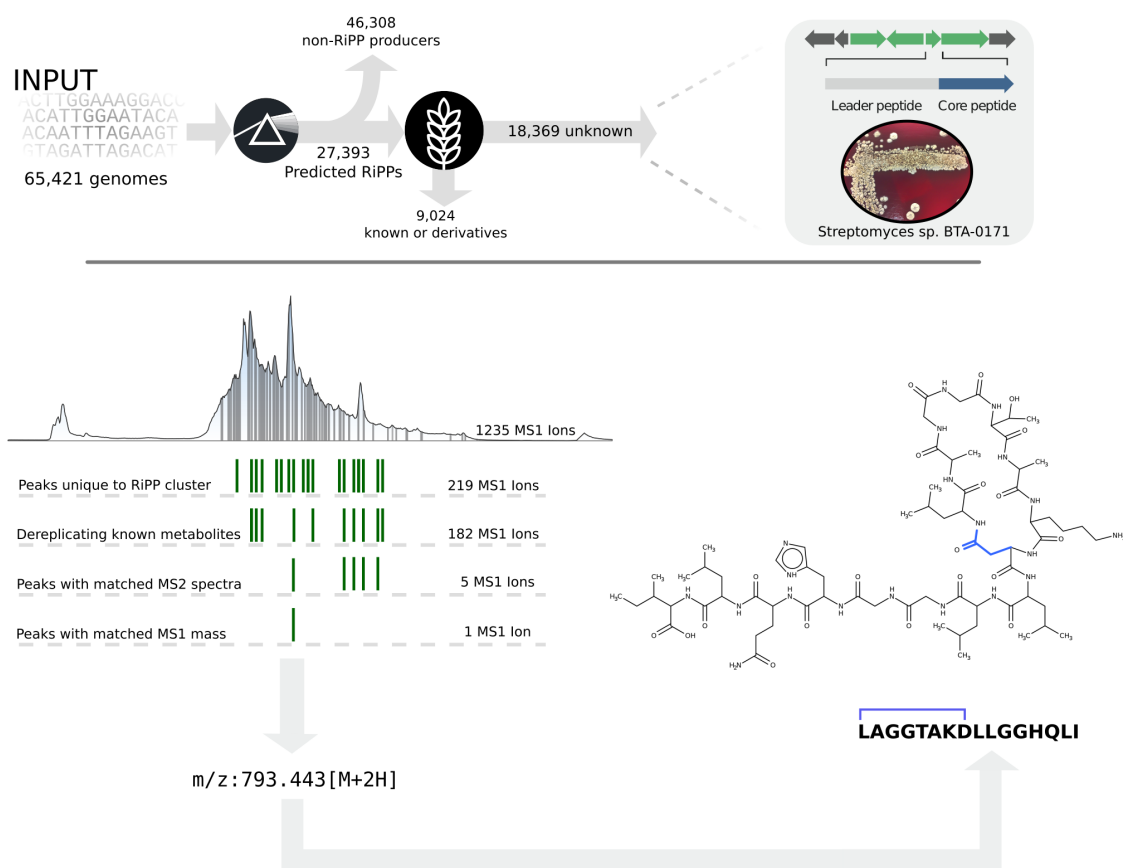 46,308
non-RiPP producers
INPUT
ACTTGGAAAGGACC
ACATTGGAATACA
ACAATTTAGAAGT
GTAGATTAGACAT
65,421 genomes
27,393
Predicted RiPPs
18,369 unknown
9,024
known or derivatives
Leader peptide
Core peptide
Streptomyces sp. BTA-0171
1235 MS1 Ions
Peaks unique to RiPP cluster
219 MS1 Ions
Dereplicating known metabolites
182 MS1 Ions
Peaks with matched MS2 spectra
5 MS1 Ions
Peaks with matched MS1 mass
1 MS1 Ion
m/z:793.443[M+2H]
LAGGTAKDLLGGHQLI